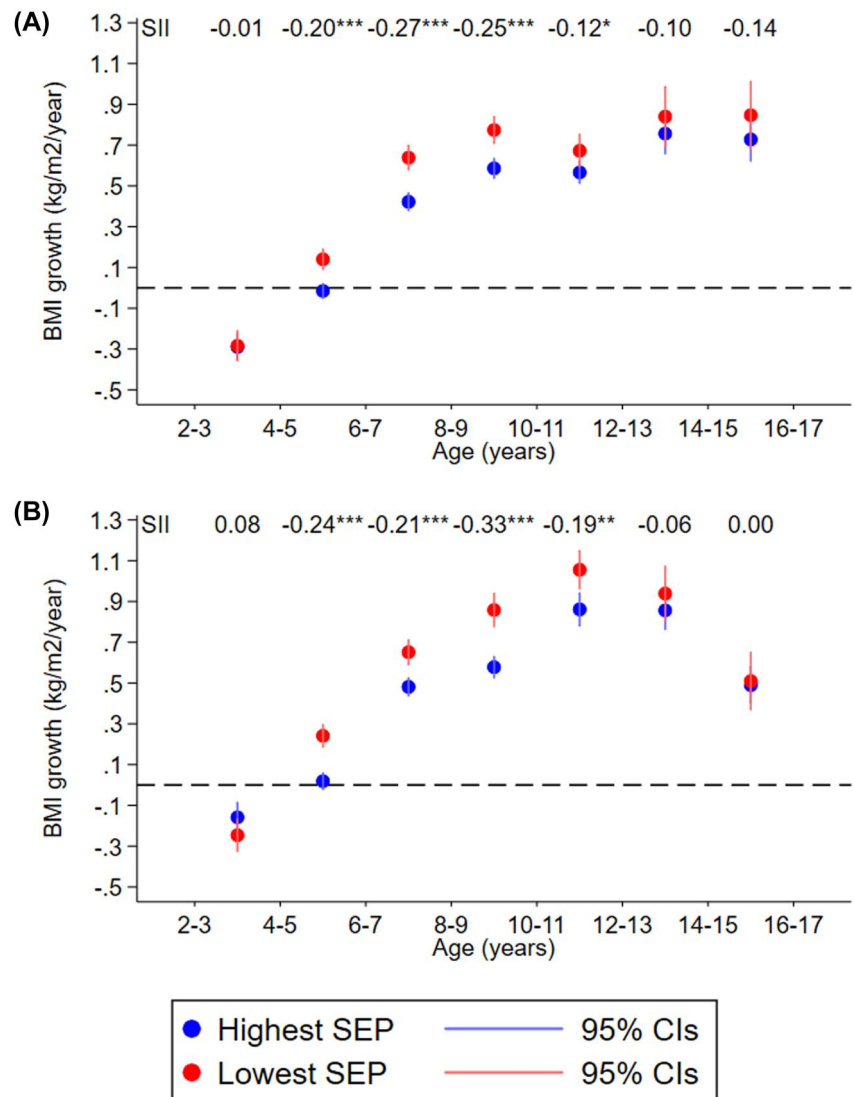 (A)
SII -0.01 -0.20*** -0.27*** -0.25*** -0.12* -0.10 -0.14
BMI growth (kg/m2/year)
1.3
1.1
.9
.7
.5
.3
.1
-.1
-.3
-.5
2-3 4-5 6-7 8-9 10-11 12-13 14-15 16-17
Age (years)
(B)
SII 0.08 -0.24*** -0.21*** -0.33*** -0.19** -0.06 0.00
BMI growth (kg/m2/year)
1.3
1.1
.9
.7
.5
.3
.1
-.1
-.3
-.5
2-3 4-5 6-7 8-9 10-11 12-13 14-15 16-17
Age (years)
Highest SEP 95% CIs
Lowest SEP 95% CIs